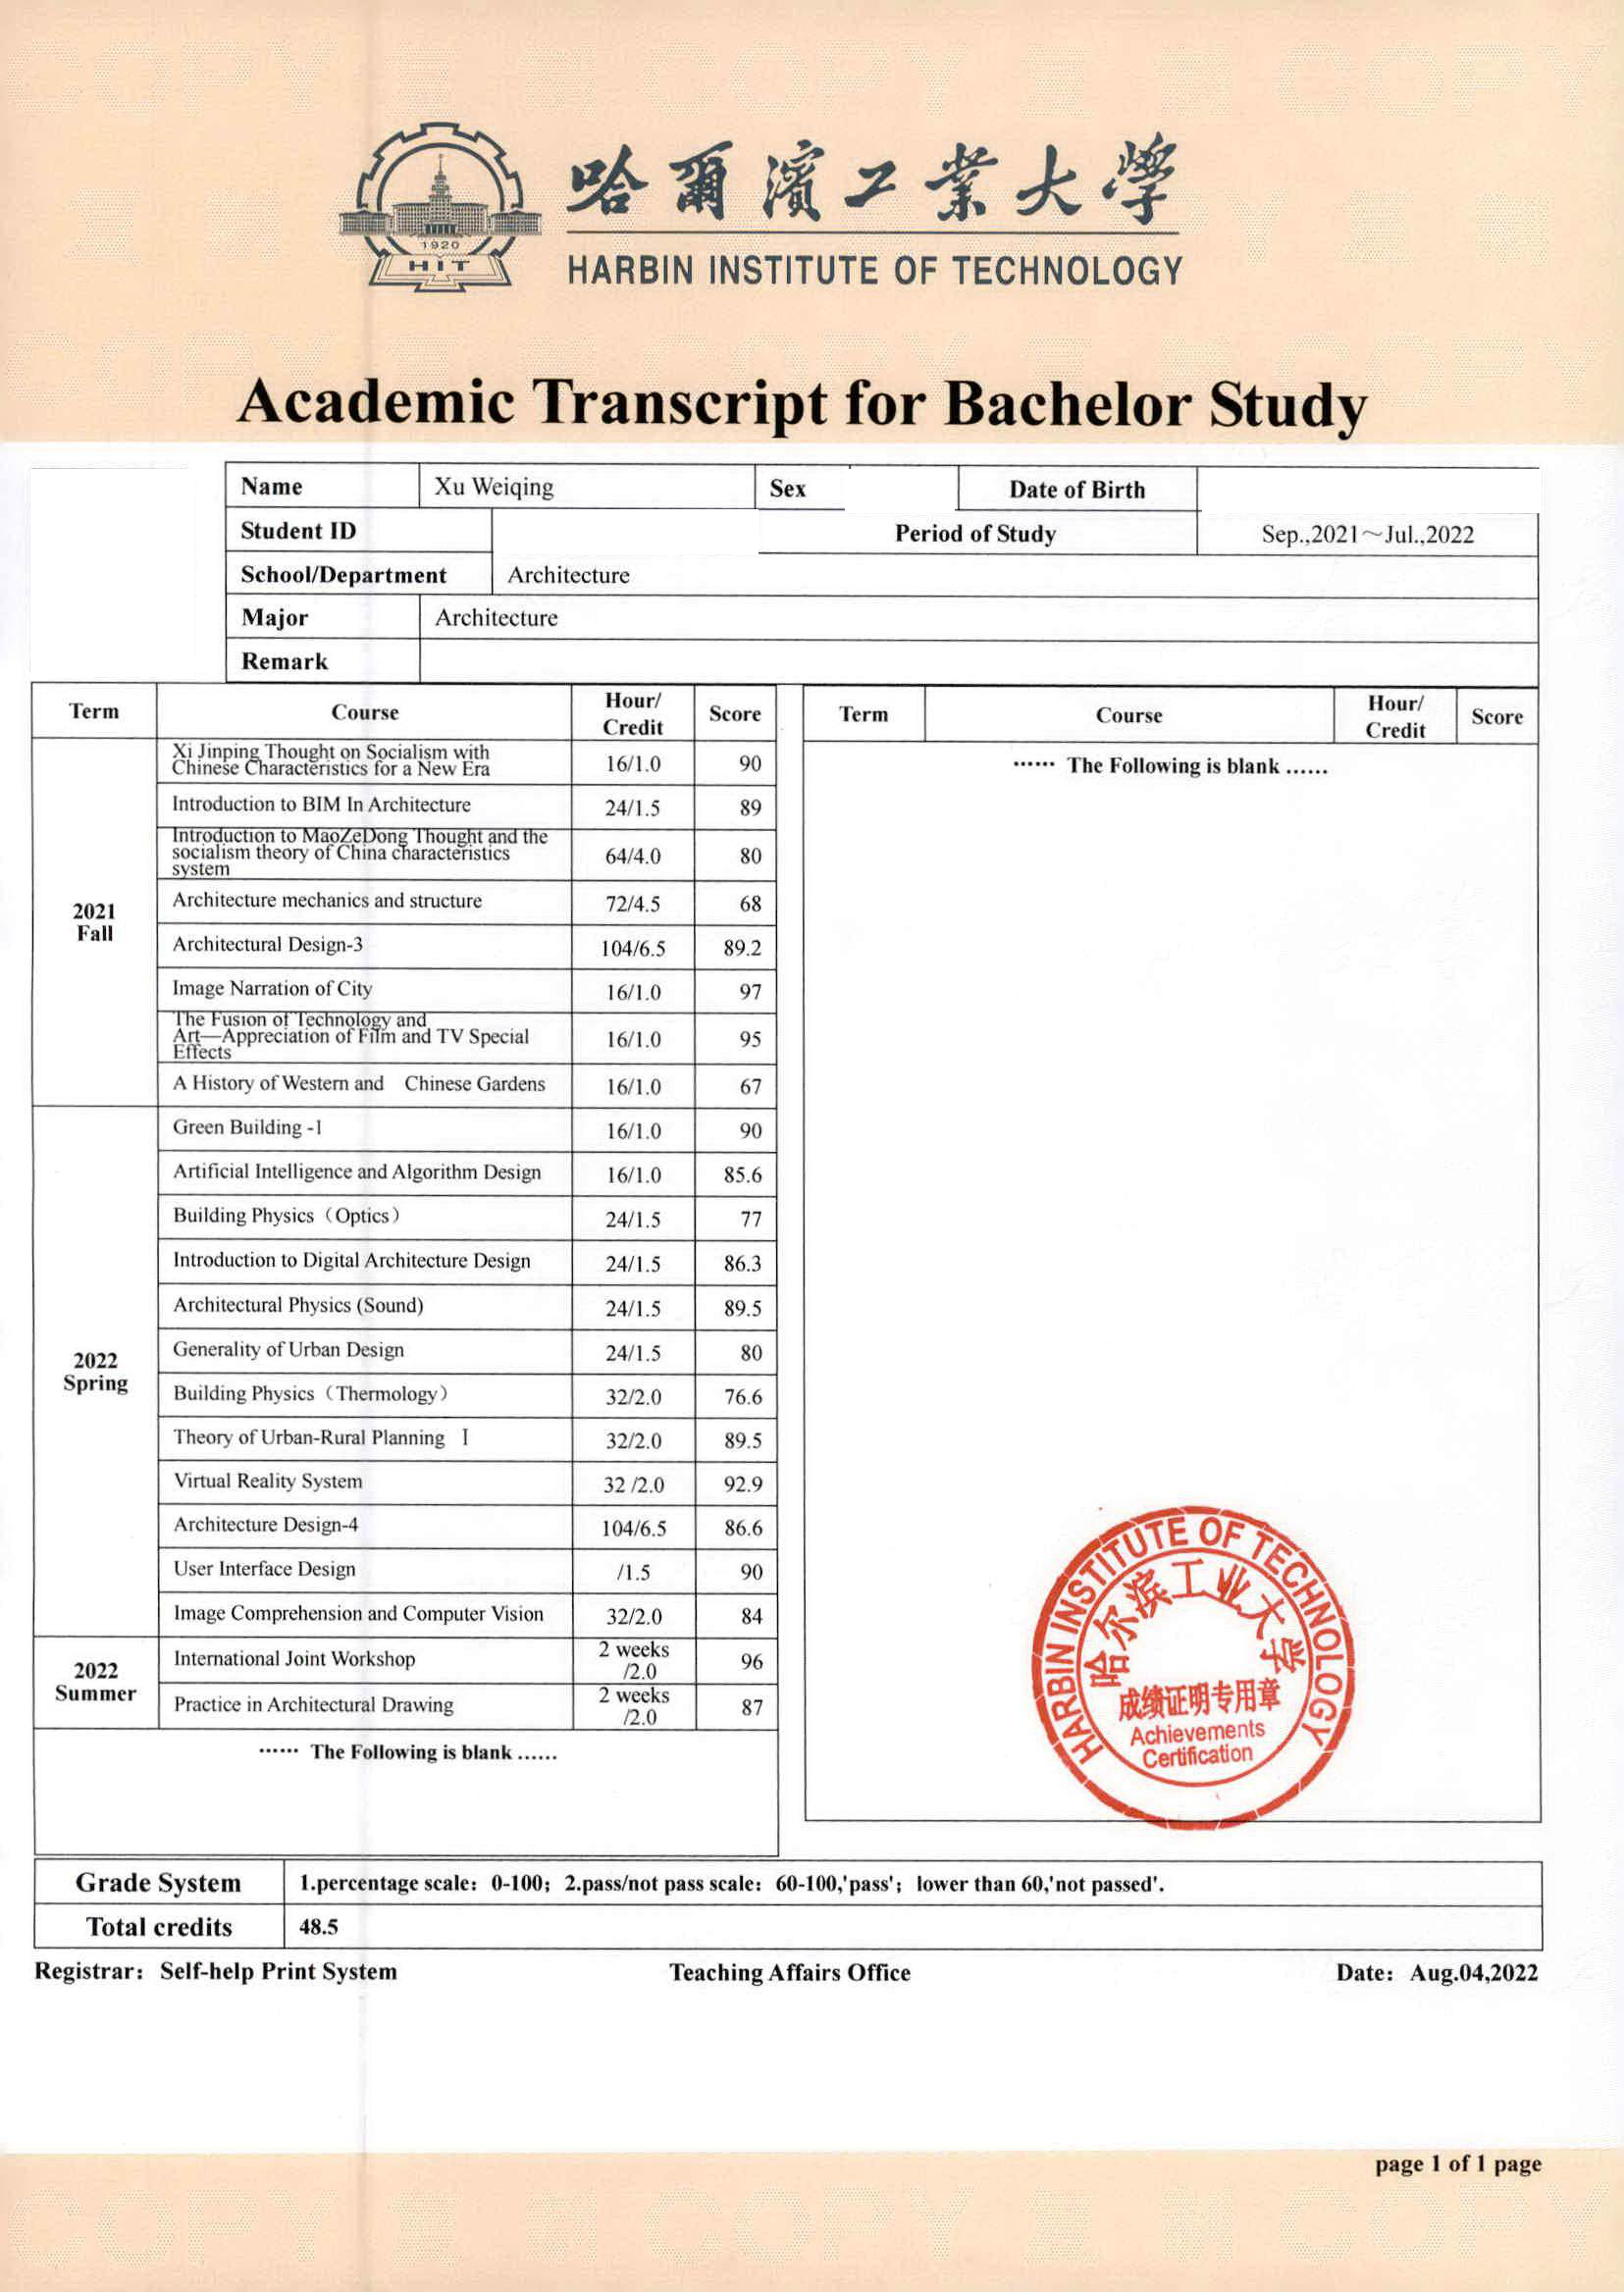 1920
HIT
哈爾濱工業大學
HARBIN INSTITUTE OF TECHNOLOGY
Academic Transcript for Bachelor Study
Name Xu Weiqing Sex Date of Birth
Student ID Period of Study Sep.,2021～Jul.,2022
School/Department Architecture
Major Architecture
Remark
Term Course Hour/ Credit Score
2021 Fall
Xi Jinping Thought on Socialism with
Chinese Characteristics for a New Era 16/1.0 90
Introduction to BIM In Architecture 24/1.5 89
Introduction to MaoZeDong Thought and the
socialism theory of China characteristics
system 64/4.0 80
Architecture mechanics and structure 72/4.5 68
Architectural Design-3 104/6.5 89.2
Image Narration of City 16/1.0 97
The Fusion of Technology and
Art—Appreciation of Film and TV Special
Effects 16/1.0 95
A History of Western and Chinese Gardens 16/1.0 67
2022 Spring
Green Building -1 16/1.0 90
Artificial Intelligence and Algorithm Design 16/1.0 85.6
Building Physics（Optics） 24/1.5 77
Introduction to Digital Architecture Design 24/1.5 86.3
Architectural Physics (Sound) 24/1.5 89.5
Generality of Urban Design 24/1.5 80
Building Physics（Thermology） 32/2.0 76.6
Theory of Urban-Rural Planning Ⅰ 32/2.0 89.5
Virtual Reality System 32 /2.0 92.9
Architecture Design-4 104/6.5 86.6
User Interface Design /1.5 90
Image Comprehension and Computer Vision 32/2.0 84
2022 Summer
International Joint Workshop 2 weeks /2.0 96
Practice in Architectural Drawing 2 weeks /2.0 87
······ The Following is blank ......
Term Course Hour/ Credit Score
······ The Following is blank ......
HARBIN INSTITUTE OF TECHNOLOGY
哈尔滨工业大学
成绩证明专用章
Achievements
Certification
Grade System 1.percentage scale：0-100；2.pass/not pass scale：60-100,'pass'；lower than 60,'not passed'.
Total credits 48.5
Registrar：Self-help Print System Teaching Affairs Office Date：Aug.04,2022
page 1 of 1 page
COPY